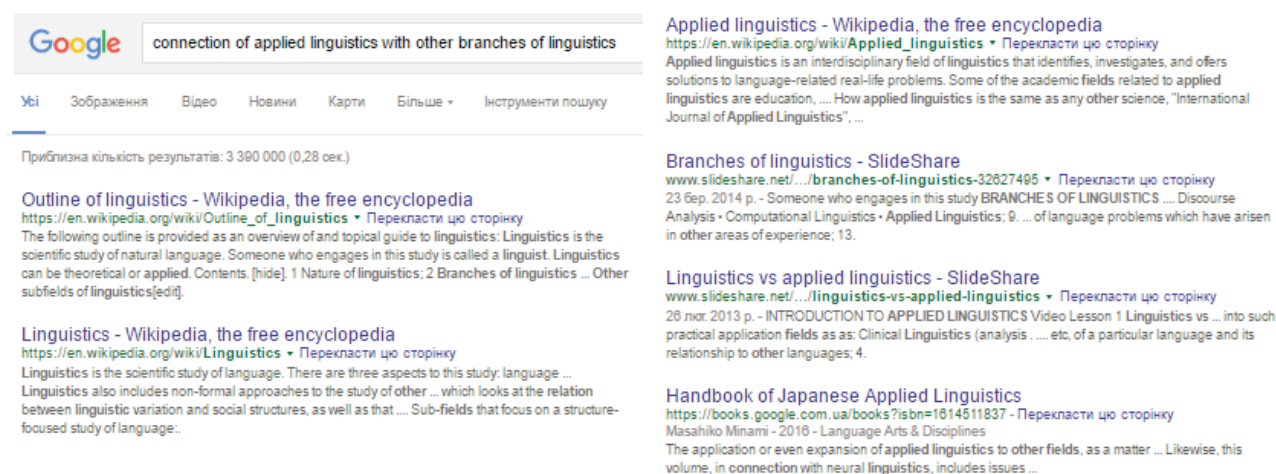 Google
connection of applied linguistics with other branches of linguistics
Усі Зображення Відео Новини Карти Більше Інструменти пошуку
Приблизна кількість результатів: 3 390 000 (0,28 сек.)
Outline of linguistics - Wikipedia, the free encyclopedia
https://en.wikipedia.org/wiki/Outline_of_linguistics ▾ Перекласти цю сторінку
The following outline is provided as an overview of and topical guide to linguistics: Linguistics is the
scientific study of natural language. Someone who engages in this study is called a linguist. Linguistics
can be theoretical or applied. Contents. [hide]. 1 Nature of linguistics; 2 Branches of linguistics ... Other
subfields of linguistics[edit].
Linguistics - Wikipedia, the free encyclopedia
https://en.wikipedia.org/wiki/Linguistics ▾ Перекласти цю сторінку
Linguistics is the scientific study of language. There are three aspects to this study: language ...
Linguistics also includes non-formal approaches to the study of other ... which looks at the relation
between linguistic variation and social structures, as well as that .... Sub-fields that focus on a structure-
focused study of language:.
Applied linguistics - Wikipedia, the free encyclopedia
https://en.wikipedia.org/wiki/Applied_linguistics ▾ Перекласти цю сторінку
Applied linguistics is an interdisciplinary field of linguistics that identifies, investigates, and offers
solutions to language-related real-life problems. Some of the academic fields related to applied
linguistics are education, .... How applied linguistics is the same as any other science, "International
Journal of Applied Linguistics", ...
Branches of linguistics - SlideShare
www.slideshare.net/.../branches-of-linguistics-32627495 ▾ Перекласти цю сторінку
23 бер. 2014 р. - Someone who engages in this study BRANCHES OF LINGUISTICS .... Discourse
Analysis • Computational Linguistics • Applied Linguistics; 9. ... of language problems which have arisen
in other areas of experience; 13.
Linguistics vs applied linguistics - SlideShare
www.slideshare.net/.../linguistics-vs-applied-linguistics ▾ Перекласти цю сторінку
26 лют. 2013 р. - INTRODUCTION TO APPLIED LINGUISTICS Video Lesson 1 Linguistics vs ... into such
practical application fields as as: Clinical Linguistics (analysis . .... etc, of a particular language and its
relationship to other languages; 4.
Handbook of Japanese Applied Linguistics
https://books.google.com.ua/books?isbn=1614511837 - Перекласти цю сторінку
Masahiko Minami - 2016 - Language Arts & Disciplines
The application or even expansion of applied linguistics to other fields, as a matter ... Likewise, this
volume, in connection with neural linguistics, includes issues ...